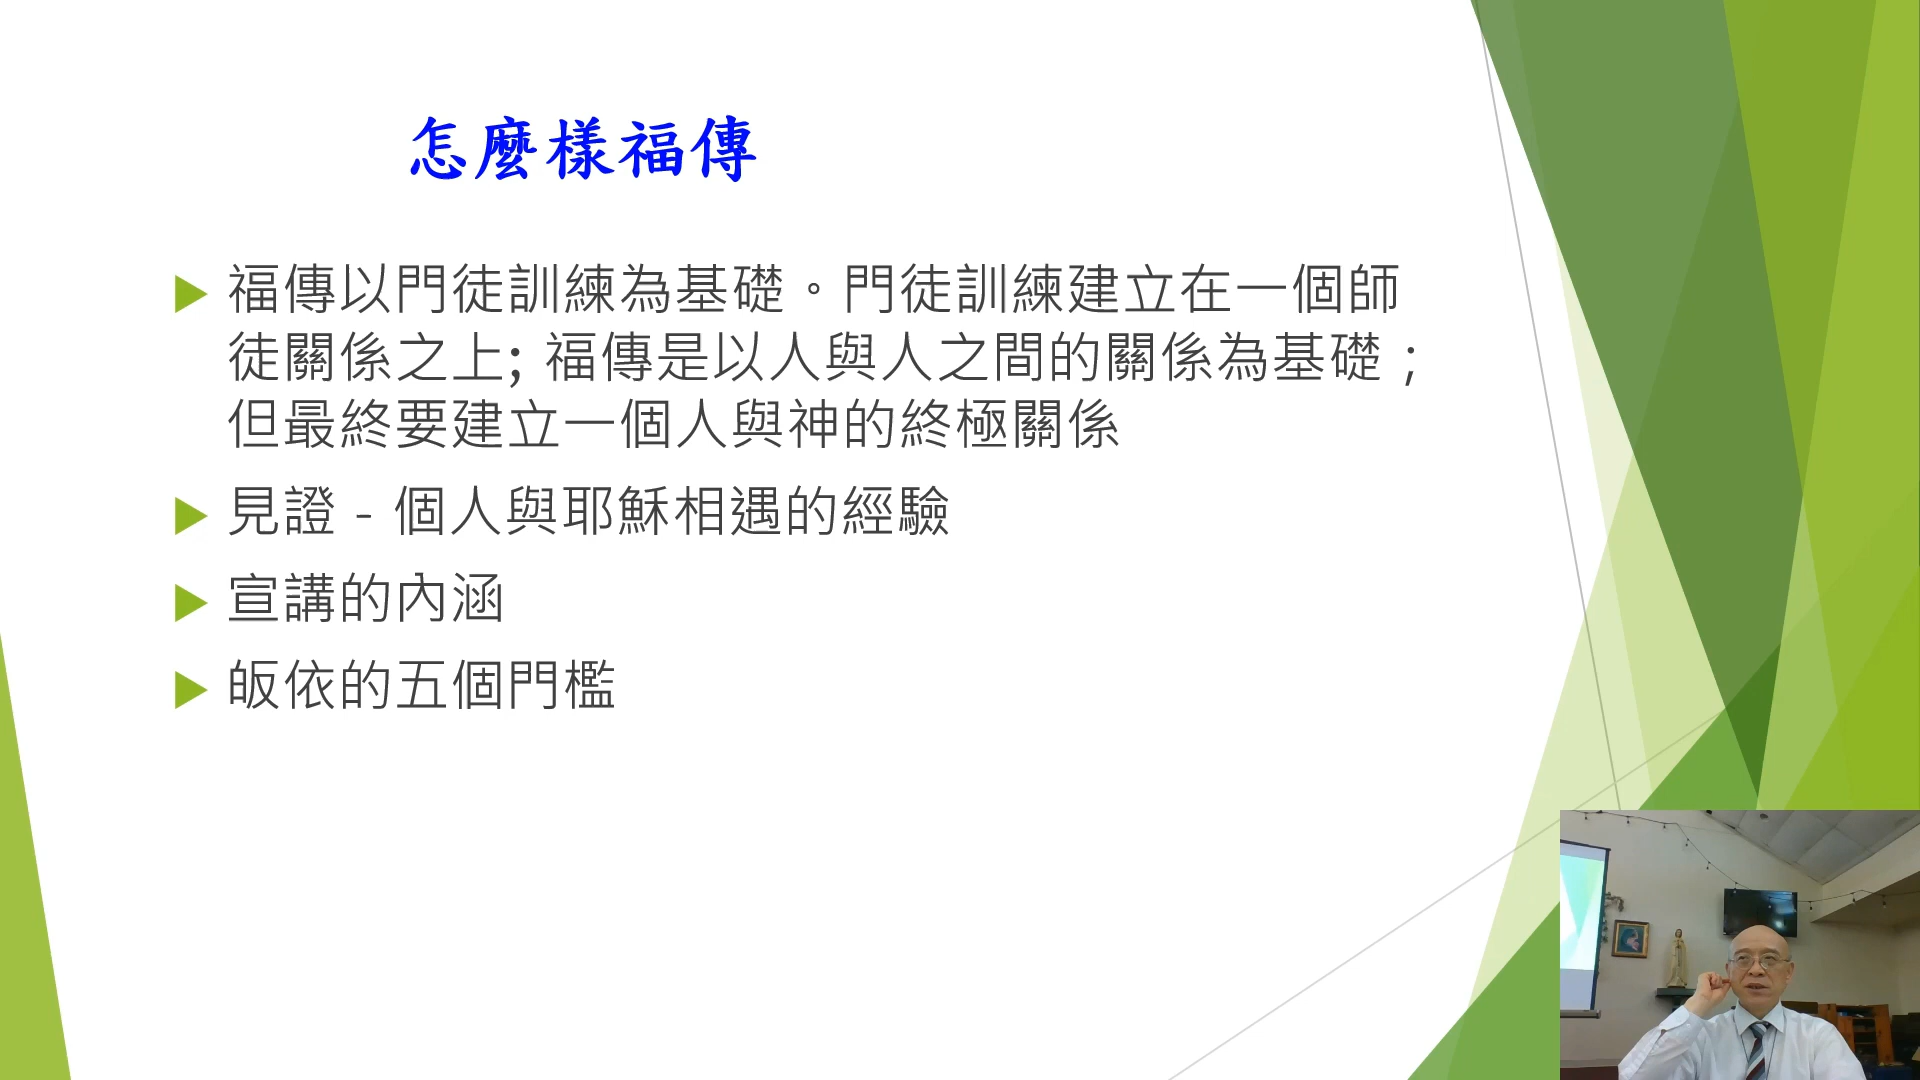 怎麼樣福傳
福傳以門徒訓練為基礎。門徒訓練建立在一個師
徒關係之上; 福傳是以人與人之間的關係為基礎；
但最終要建立一個人與神的終極關係
見證 - 個人與耶穌相遇的經驗
宣講的內涵
皈依的五個門檻